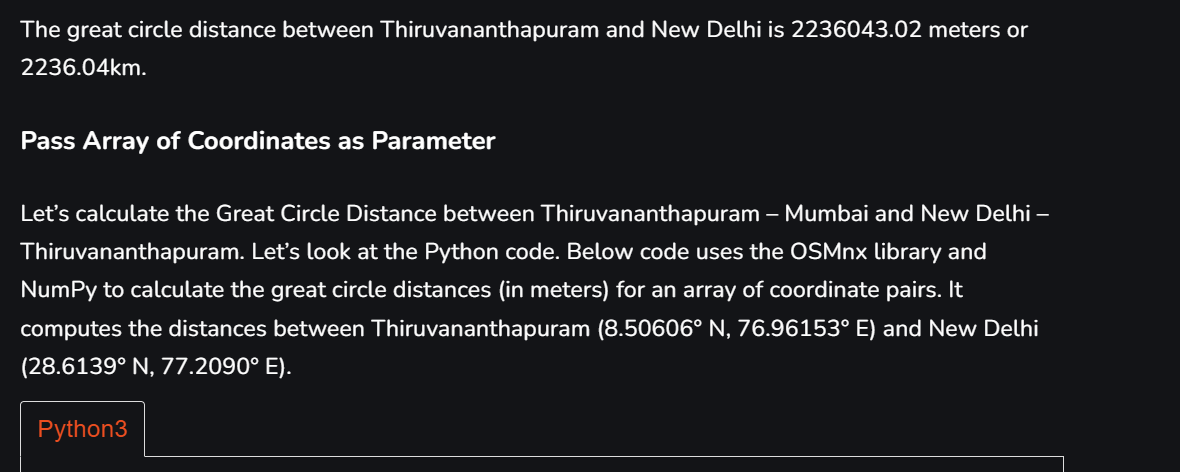 The great circle distance between Thiruvananthapuram and New Delhi is 2236043.02 meters or
2236.04km.
Pass Array of Coordinates as Parameter
Let’s calculate the Great Circle Distance between Thiruvananthapuram – Mumbai and New Delhi –
Thiruvananthapuram. Let’s look at the Python code. Below code uses the OSMnx library and
NumPy to calculate the great circle distances (in meters) for an array of coordinate pairs. It
computes the distances between Thiruvananthapuram (8.50606° N, 76.96153° E) and New Delhi
(28.6139° N, 77.2090° E).
Python3